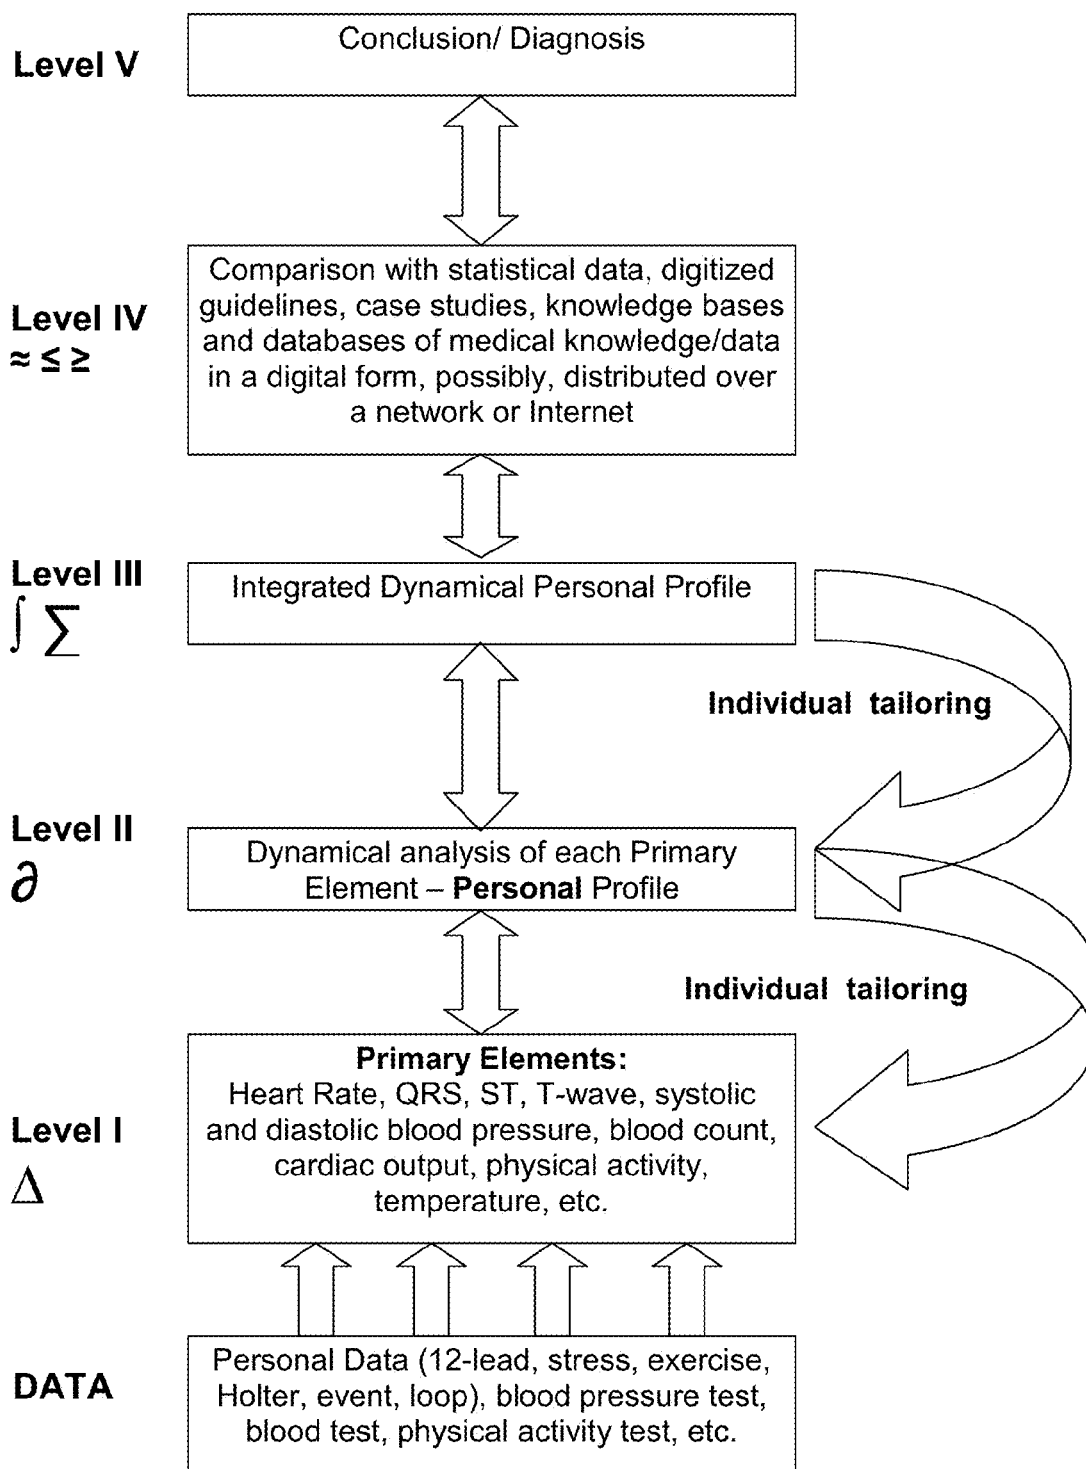 Level V
Conclusion/ Diagnosis
Level IV
≈ ≤ ≥
Comparison with statistical data, digitized
guidelines, case studies, knowledge bases
and databases of medical knowledge/data
in a digital form, possibly, distributed over
a network or Internet
Level III
∫ ∑
Integrated Dynamical Personal Profile
Individual tailoring
Level II
∂
Dynamical analysis of each Primary
Element – Personal Profile
Individual tailoring
Level I
Δ
Primary Elements:
Heart Rate, QRS, ST, T-wave, systolic
and diastolic blood pressure, blood count,
cardiac output, physical activity,
temperature, etc.
DATA
Personal Data (12-lead, stress, exercise,
Holter, event, loop), blood pressure test,
blood test, physical activity test, etc.